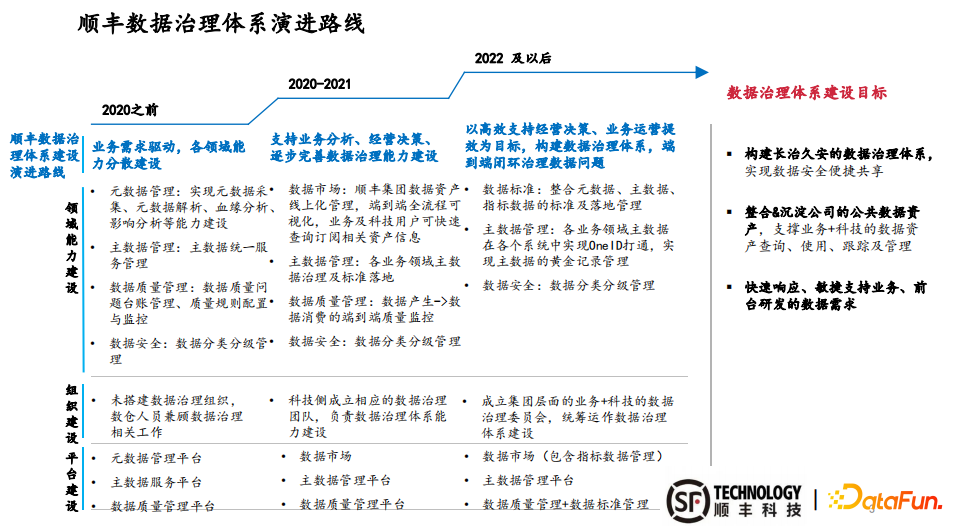 顺丰数据治理体系演进路线
2022 及以后
2020-2021
2020之前
数据治理体系建设目标
顺丰数据治
理体系建设
演进路线
业务需求驱动，各领域能
力分散建设
支持业务分析、经营决策、
逐步完善数据治理能力建设
以高效支持经营决策、业务运营提
效为目标，构建数据治理体系，端
到端闭环治理数据问题
领域能力建设
• 元数据管理：实现元数据采
集、元数据解析、血缘分析、
影响分析等能力建设
• 主数据管理：主数据统一服
务管理
• 数据质量管理：数据质量问
题台账管理、质量规则配置
与监控
• 数据安全：数据分类分级管
理
• 数据市场：顺丰集团数据资产
线上化管理，端到端全流程可
视化，业务及科技用户可快速
查询订阅相关资产信息
• 主数据管理：各业务领域主数
据治理及标准落地
• 数据质量管理：数据产生->数
据消费的端到端质量监控
• 数据安全：数据分类分级管理
• 数据标准：整合元数据、主数据、
指标数据的标准及落地管理
• 主数据管理：各业务领域主数据
在各个系统中实现OneID打通，实
现主数据的黄金记录管理
• 数据安全：数据分类分级管理
▪ 构建长治久安的数据治理体系，
实现数据安全便捷共享
▪ 整合&沉淀公司的公共数据资
产，支撑业务+科技的数据资
产查询、使用、跟踪及管理
▪ 快速响应、敏捷支持业务、前
台研发的数据需求
组织建设
• 未搭建数据治理组织，
数仓人员兼顾数据治理
相关工作
• 科技侧成立相应的数据治理
团队，负责数据治理体系能
力建设
• 成立集团层面的业务+科技的数据
治理委员会，统筹运作数据治理
体系建设
平台建设
• 元数据管理平台
• 主数据服务平台
• 数据质量管理平台
• 数据市场
• 主数据管理平台
• 数据质量管理平台
• 数据市场（包含指标数据管理）
• 主数据管理平台
• 数据质量管理+数据标准管理
SF TECHNOLOGY
顺丰科技
DataFun.